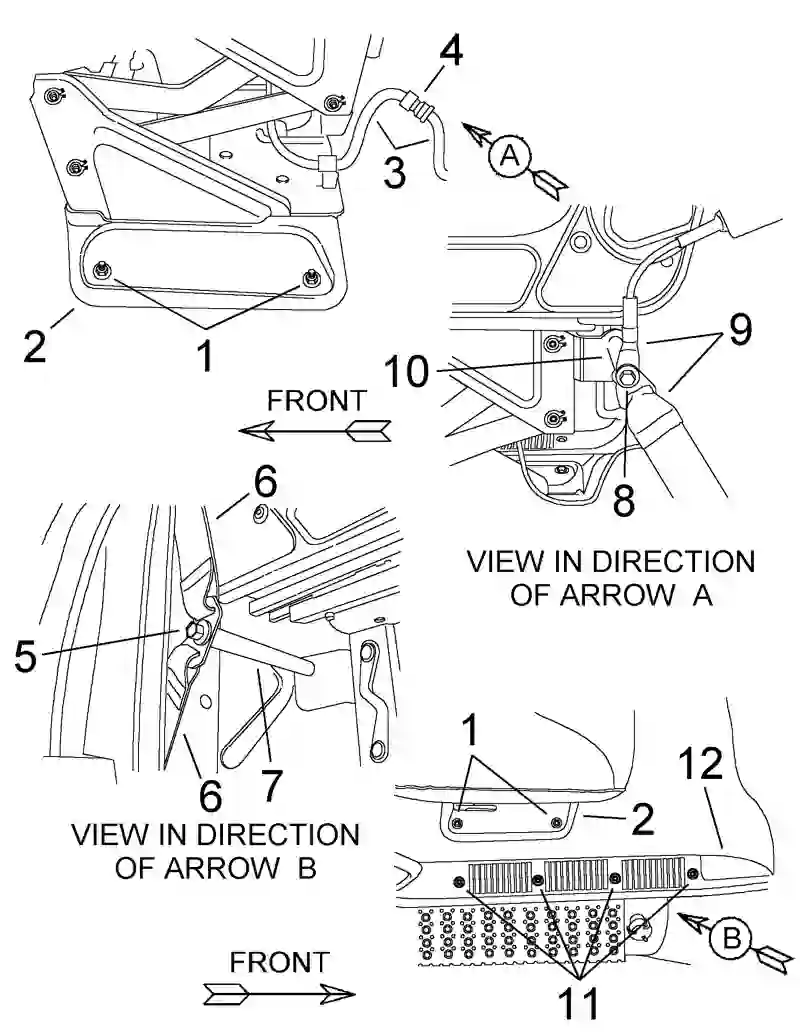 4
3
A
2
1
FRONT
9
10
8
VIEW IN DIRECTION
OF ARROW A
6
5
6
7
VIEW IN DIRECTION
OF ARROW B
1
2
12
FRONT
B
11